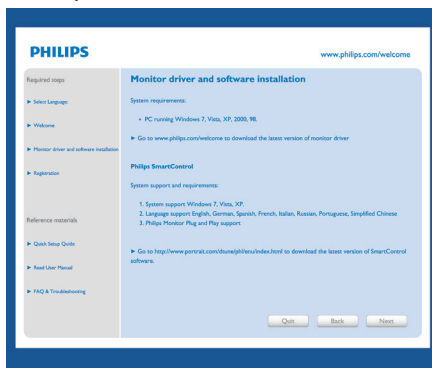 PHILIPS
www.philips.com/welcome
Required steps
► Select Language
► Welcome
► Monitor driver and software installation
► Registration
Reference materials
► Quick Setup Guide
► Read User Manual
► FAQ & Troubleshooting
Monitor driver and software installation
System requirements:
• PC running Windows 7, Vista, XP, 2000, 98.
► Go to www.philips.com/welcome to download the latest version of monitor driver
Philips SmartControl
System support and requirements:
1. System support Windows 7, Vista, XP.
2. Language support English, German, Spanish, French, Italian, Russian, Portuguese, Simplified Chinese
3. Philips Monitor Plug and Play support
► Go to http://www.portrait.com/dtune/phl/enu/index.html to download the latest version of SmartControl
software.
Quit
Back
Next